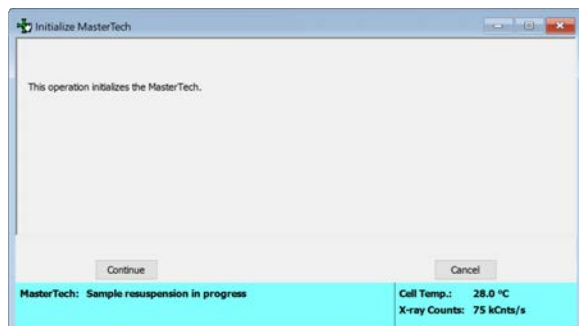 Initialize MasterTech
This operation initializes the MasterTech.
Continue
Cancel
MasterTech: Sample resuspension in progress
Cell Temp.: 28.0 °C
X-ray Counts: 75 kCnts/s